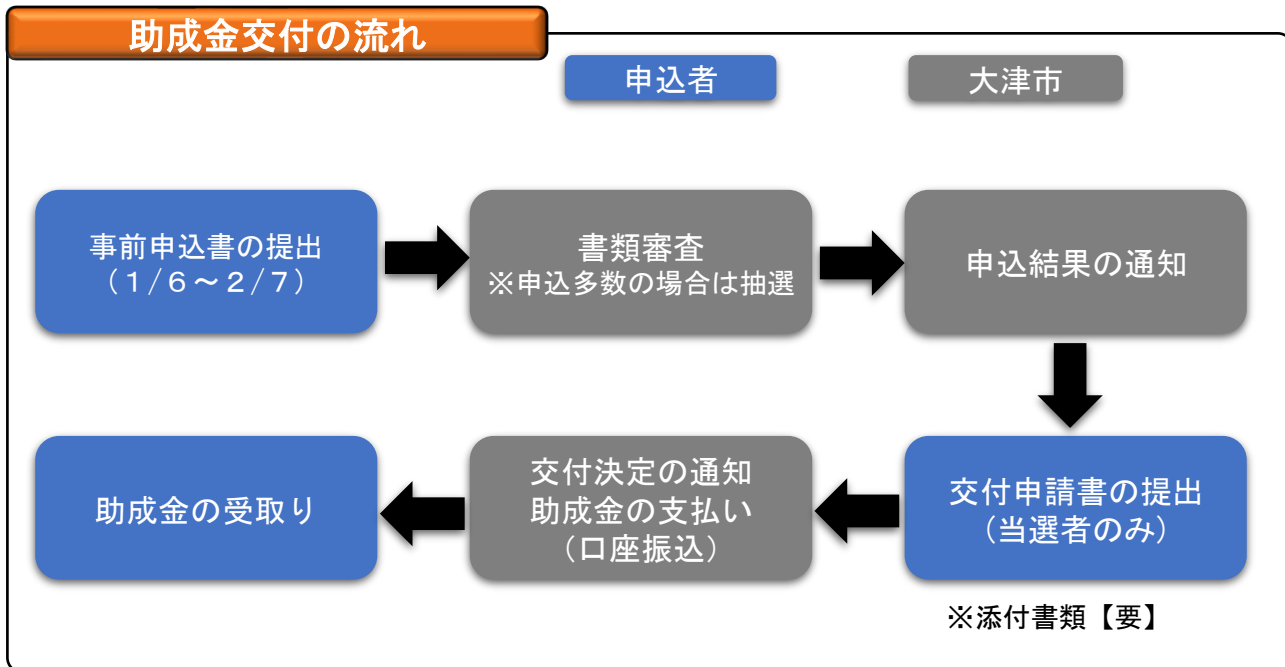 助成金交付の流れ
申込者
大津市
事前申込書の提出
(1/6~2/7)
書類審査
※申込多数の場合は抽選
申込結果の通知
交付申請書の提出
(当選者のみ)
※添付書類【要】
交付決定の通知
助成金の支払い
(口座振込)
助成金の受取り